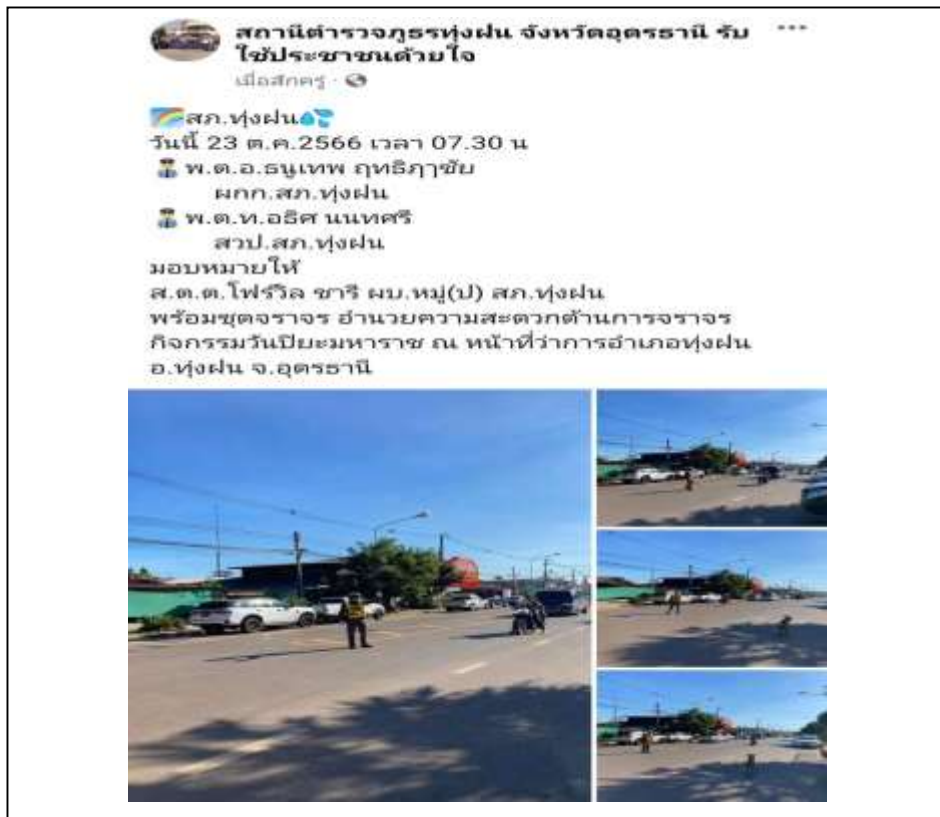 สถานีตำรวจภูธรทุ่งฝน จังหวัดอุดรธานี รับ
ใช้ประชาชนด้วยใจ
เมื่อสักครู่ ·
สภ.ทุ่งฝน
วันนี้ 23 ต.ค.2566 เวลา 07.30 น
พ.ต.อ.ธนูเทพ ฤทธิภาชัย
ผกก.สภ.ทุ่งฝน
พ.ต.ท.อธิศ นนทศรี
สวป.สภ.ทุ่งฝน
มอบหมายให้
ส.ต.ต.โฟร์วิล ชารี ผบ.หมู่(ป) สภ.ทุ่งฝน
พร้อมชุดจราจร อำนวยความสะดวกด้านการจราจร
กิจกรรมวันปิยะมหาราช ณ หน้าที่ว่าการอำเภอทุ่งฝน
อ.ทุ่งฝน จ.อุดรธานี